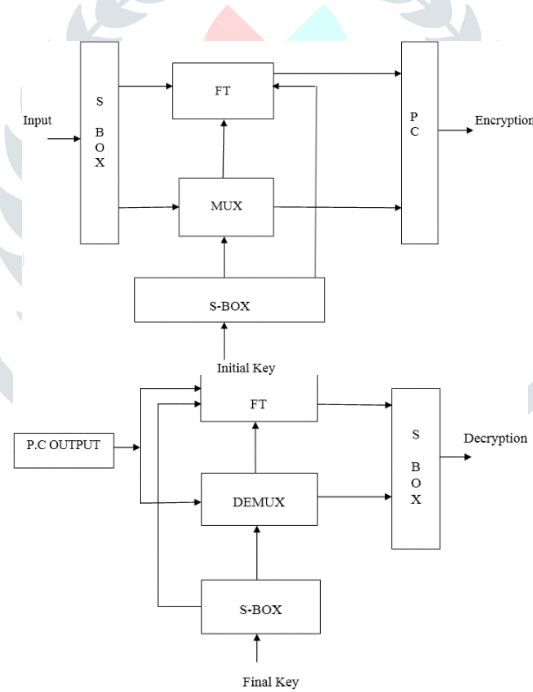 Input
S
B
O
X
FT
MUX
P
C
Encryption
S-BOX
Initial Key
FT
P.C OUTPUT
DEMUX
S
B
O
X
Decryption
S-BOX
Final Key